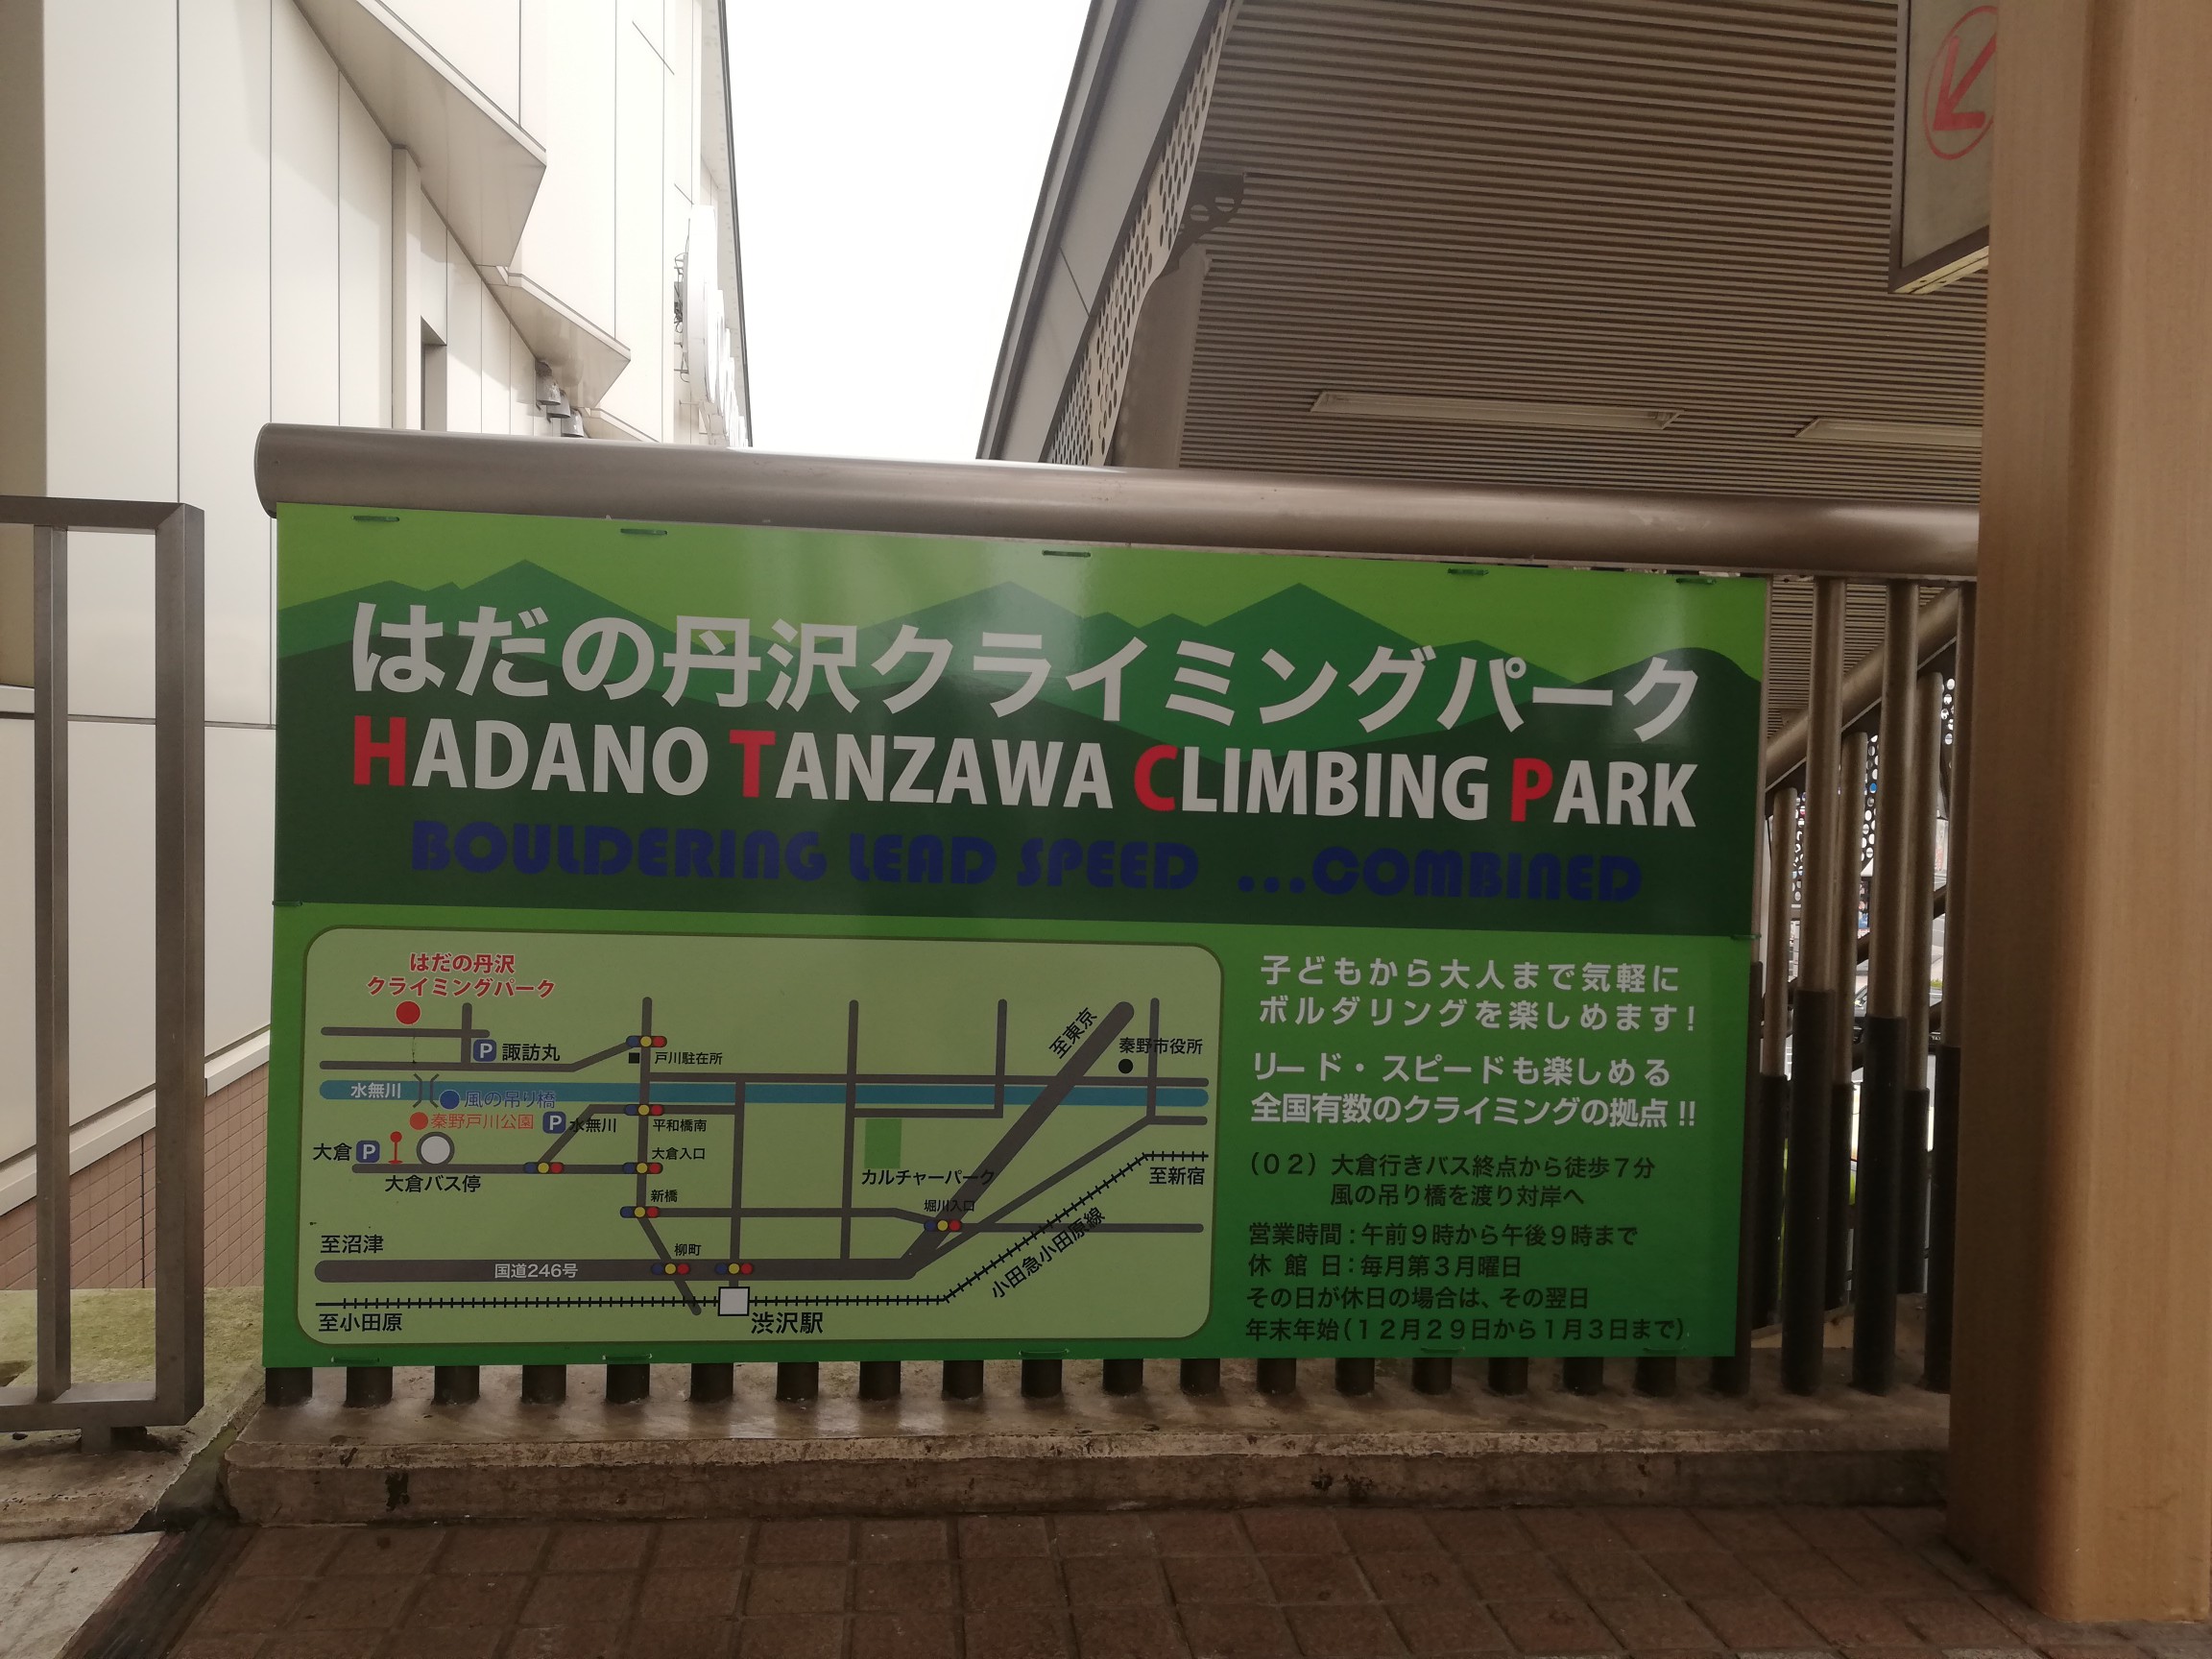 はだの丹沢クライミングパーク
HADANO TANZAWA CLIMBING PARK
BOULDERING LEAD SPEED ...COMBINED
はだの丹沢
クライミングパーク
P 諏訪丸
戸川駐在所
至東京
秦野市役所
水無川
風の吊り橋
秦野戸川公園
P 水無川
平和橋南
大倉 P
大倉入口
大倉バス停
カルチャーパーク
至新宿
新橋
堀川入口
至沼津
柳町
国道246号
小田急小田原線
至小田原
渋沢駅
子どもから大人まで気軽に
ボルダリングを楽しめます!
リード・スピードも楽しめる
全国有数のクライミングの拠点!!
(02) 大倉行きバス終点から徒歩7分
風の吊り橋を渡り対岸へ
営業時間:午前9時から午後9時まで
休 館 日:毎月第3月曜日
その日が休日の場合は、その翌日
年末年始(12月29日から1月3日まで)